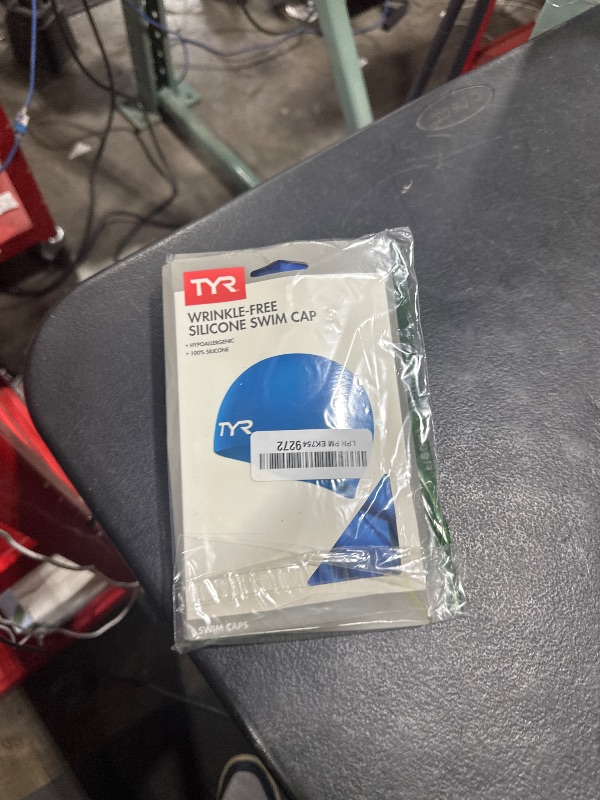 TYR
WRINKLE-FREE
SILICONE SWIM CAP
• HYPOALLERGENIC
• 100% SILICONE
TYR
LPN PM EK754 9272
SWIM CAPS